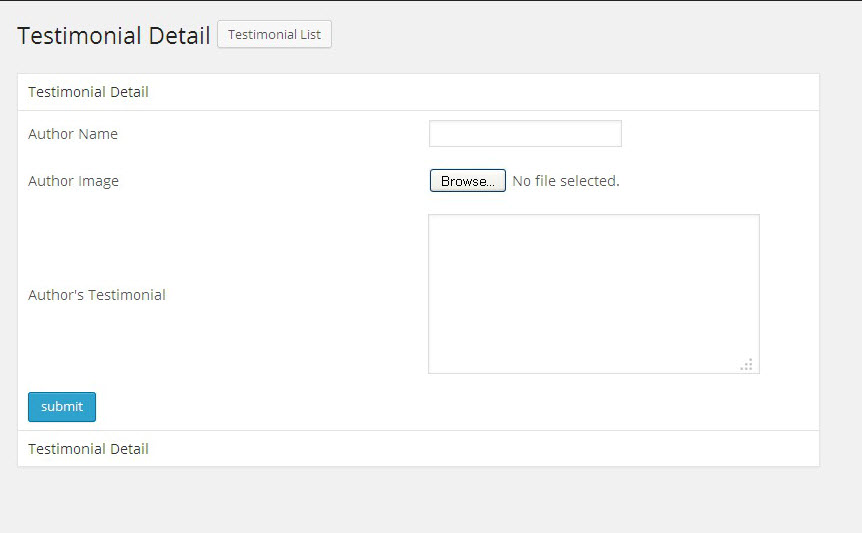 Testimonial Detail Testimonial List
Testimonial Detail
Author Name
Author Image Browse... No file selected.
Author's Testimonial
submit
Testimonial Detail